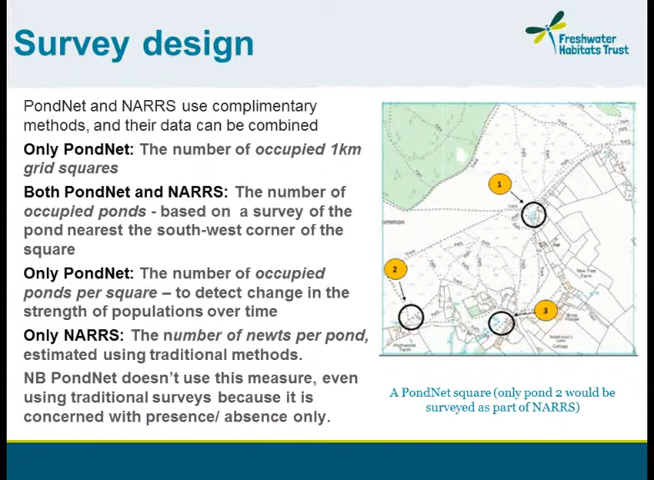 Survey design
Freshwater
Habitats Trust
PondNet and NARRS use complimentary
methods, and their data can be combined
Only PondNet: The number of occupied 1km
grid squares
Both PondNet and NARRS: The number of
occupied ponds - based on a survey of the
pond nearest the south-west corner of the
square
Only PondNet: The number of occupied
ponds per square – to detect change in the
strength of populations over time
Only NARRS: The number of newts per pond,
estimated using traditional methods.
NB PondNet doesn't use this measure, even
using traditional surveys because it is
concerned with presence/ absence only.
1
ommon
2
3
A PondNet square (only pond 2 would be
surveyed as part of NARRS)